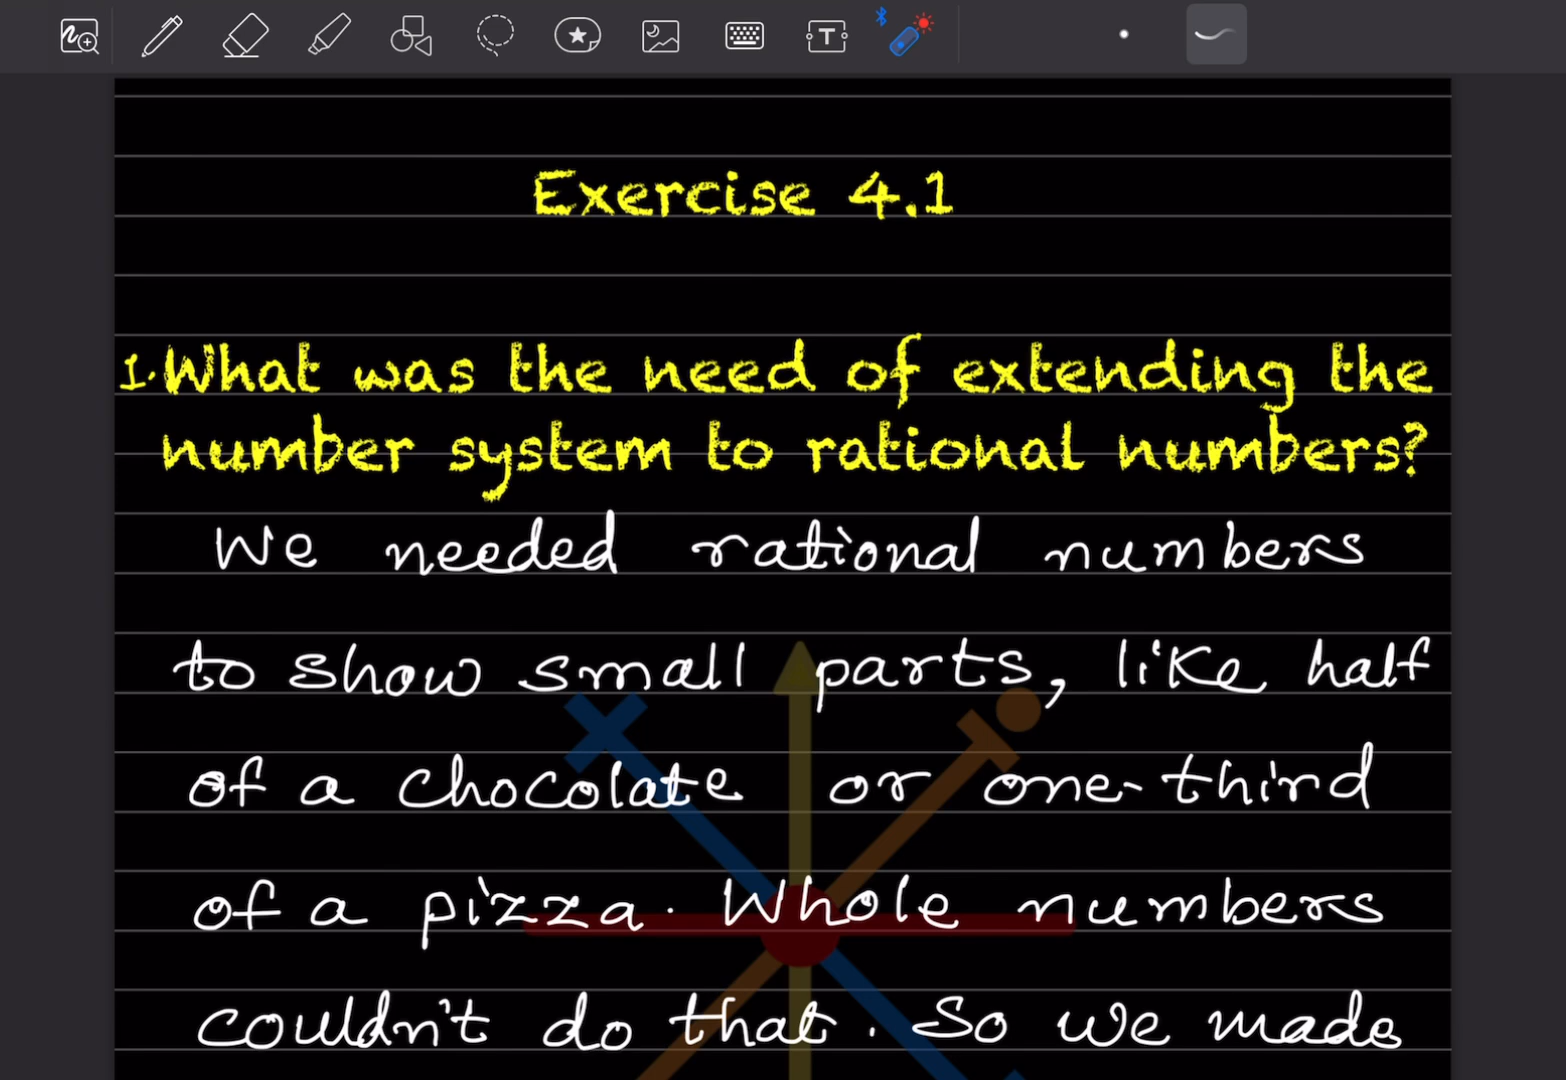 Exercise 4.1
1. What was the need of extending the
number system to rational numbers?
We needed rational numbers
to show small parts, like half
of a chocolate or one-third
of a pizza. Whole numbers
couldn't do that. So we made